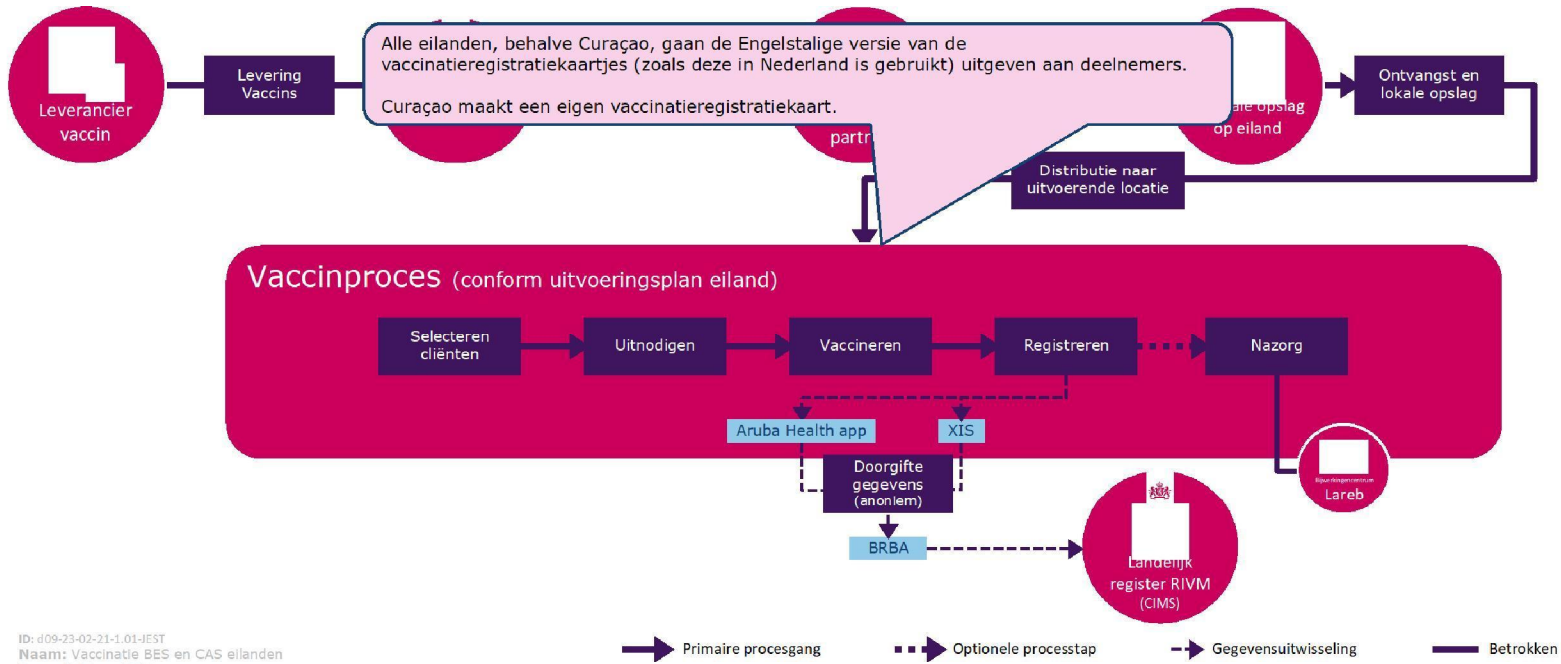 Alle eilanden, behalve Curaçao, gaan de Engelstalige versie van de
vaccinatieregistratiekaartjes (zoals deze in Nederland is gebruikt) uitgeven aan deelnemers.
Curaçao maakt een eigen vaccinatieregistratiekaart.
Leverancier
vaccin
Levering
Vaccins
op eiland
Ontvangst en
lokale opslag
Distributie naar
uitvoerende locatie
Vaccinproces (conform uitvoeringsplan eiland)
Selecteren
cliënten
Uitnodigen
Vaccineren
Registreren
Nazorg
Aruba Health app
XIS
Doorgifte
gegevens
(anoniem)
BRBA
Bijwerkingencentrum
Lareb
Landelijk
register RIVM
(CIMS)
ID: d09-23-02-21-1.01-JEST
Naam: Vaccinatie BES en CAS eilanden
Primaire procesgang
Optionele processtap
Gegevensuitwisseling
Betrokken